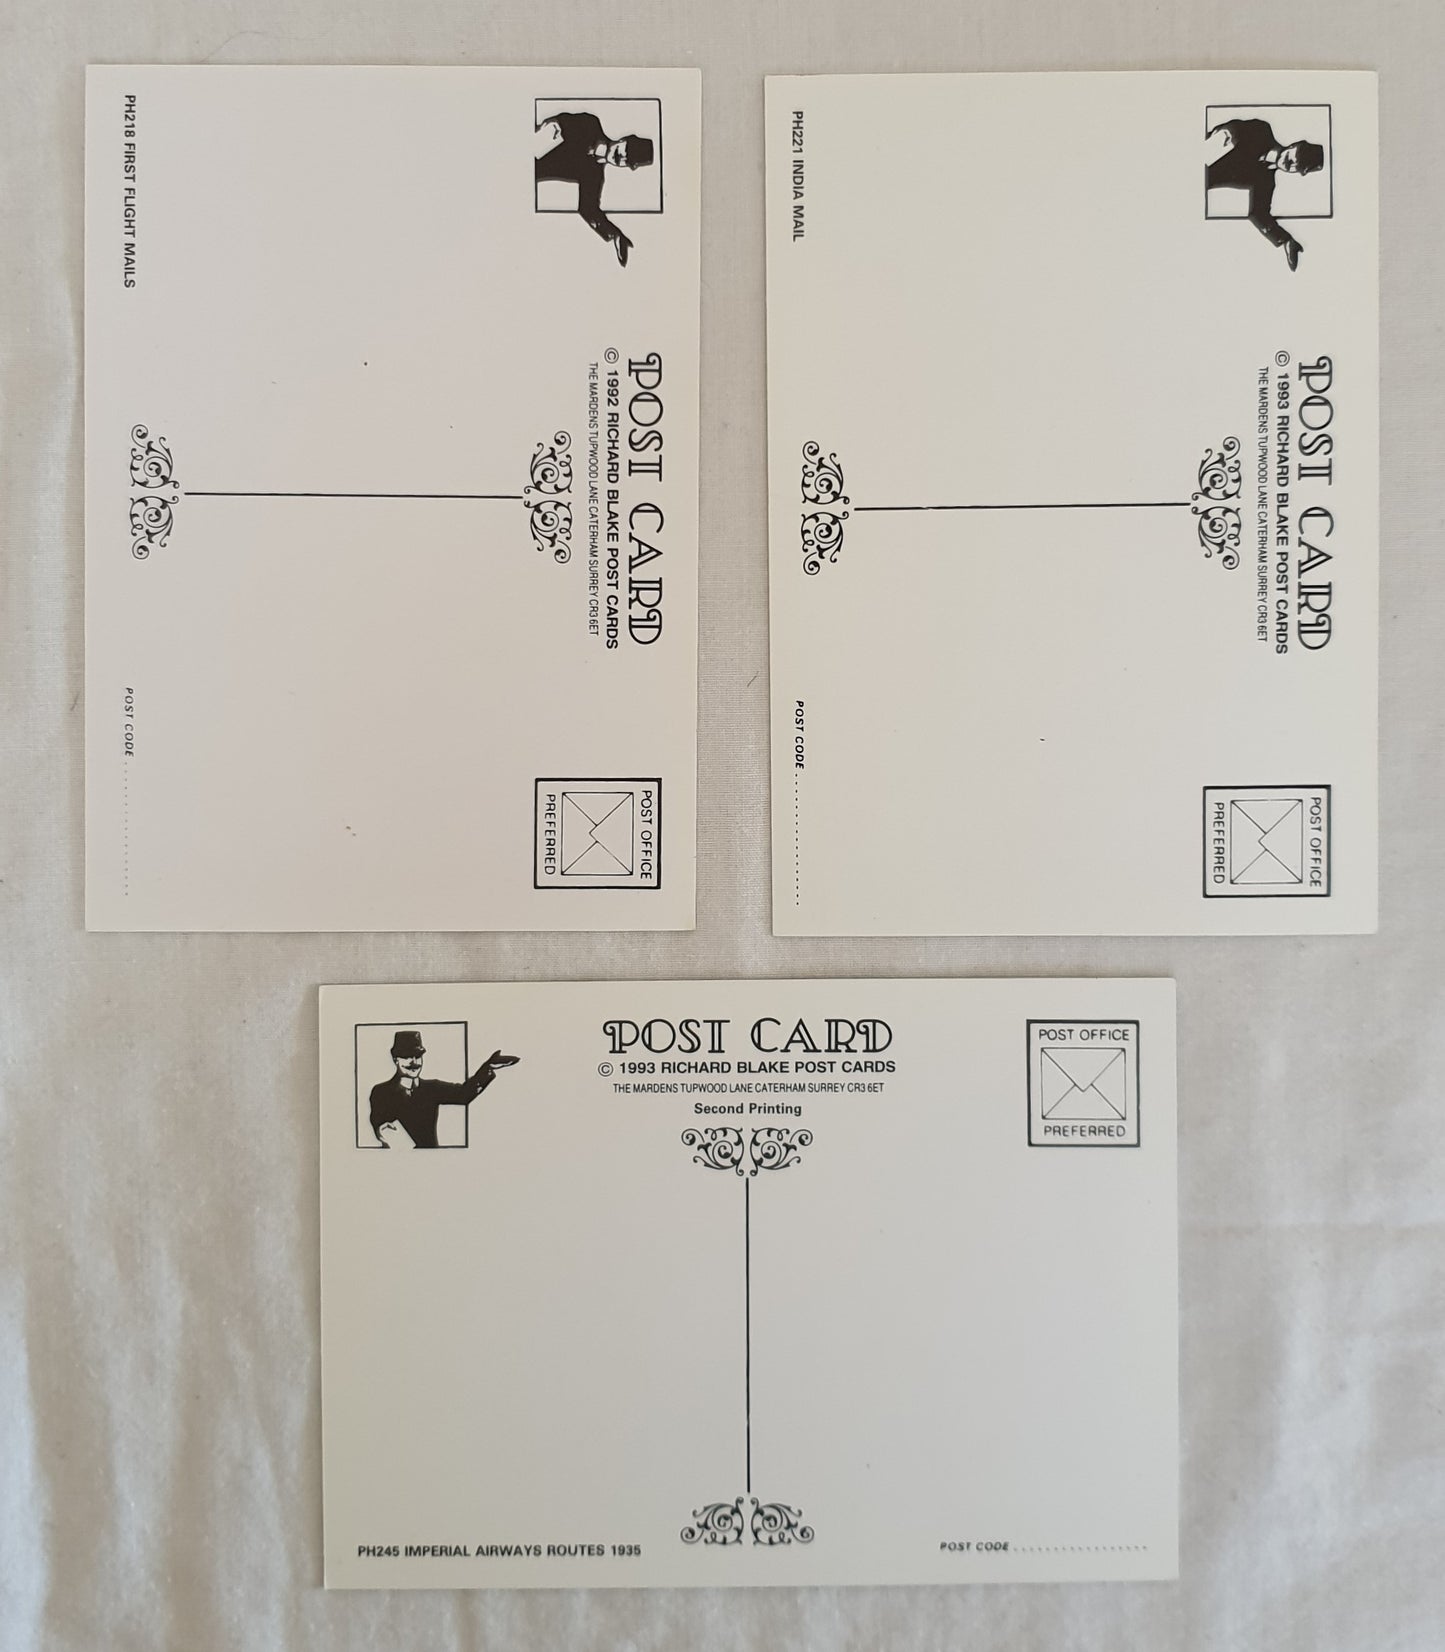 POST CARD
© 1992 RICHARD BLAKE POST CARDS
THE MARDENS TUPWOOD LANE CATERHAM SURREY CR3 6ET
POST OFFICE
PREFERRED
PH218 FIRST FLIGHT MAILS
POST CODE ....................
POST CARD
© 1993 RICHARD BLAKE POST CARDS
THE MARDENS TUPWOOD LANE CATERHAM SURREY CR3 6ET
POST OFFICE
PREFERRED
PH221 INDIA MAIL
POST CODE ....................
POST CARD
© 1993 RICHARD BLAKE POST CARDS
THE MARDENS TUPWOOD LANE CATERHAM SURREY CR3 6ET
Second Printing
POST OFFICE
PREFERRED
PH245 IMPERIAL AIRWAYS ROUTES 1935
POST CODE ....................